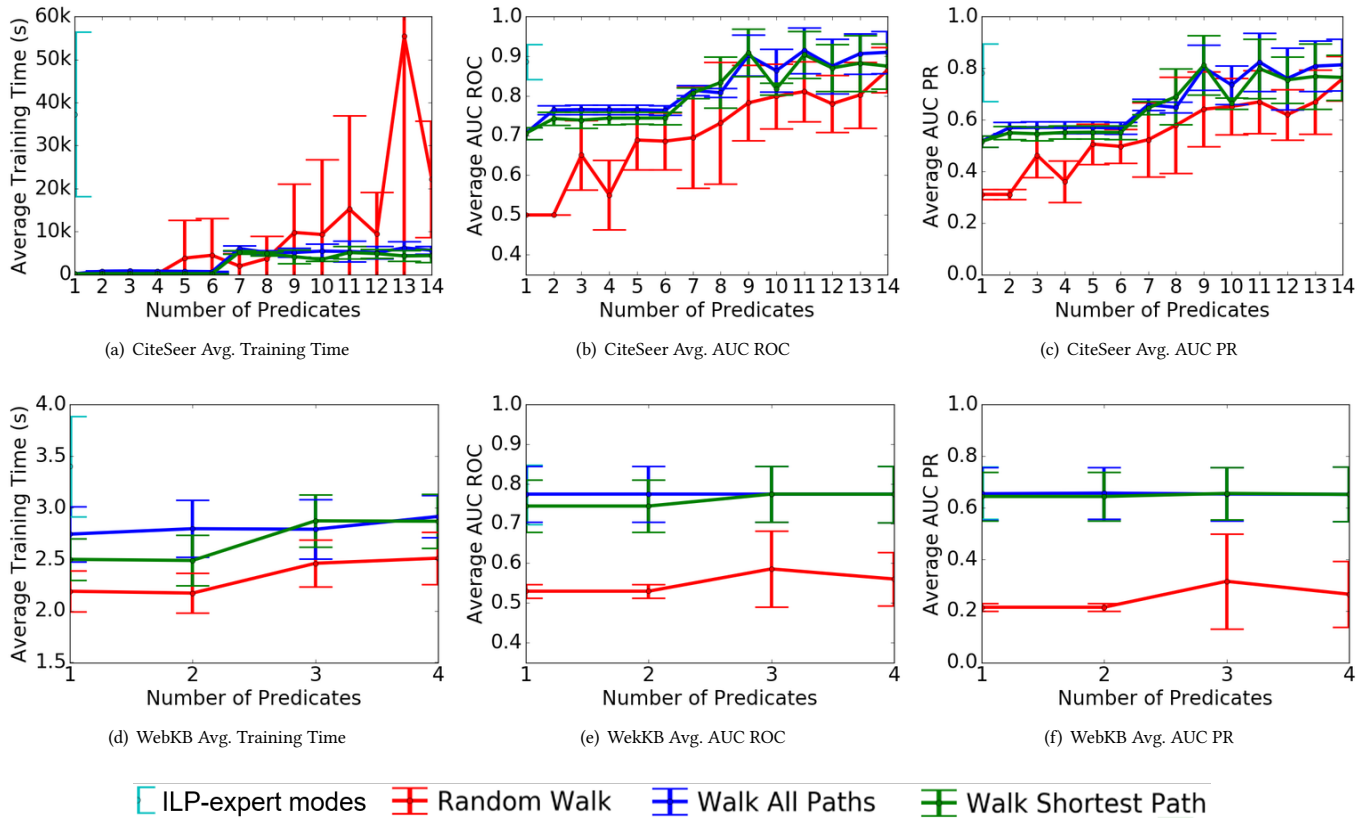 Average Training Time (s)
60k
50k
40k
30k
20k
10k
0
1 2 3 4 5 6 7 8 9 10 11 12 13 14
Number of Predicates
(a) CiteSeer Avg. Training Time
Average AUC ROC
1.0
0.9
0.8
0.7
0.6
0.5
0.4
1 2 3 4 5 6 7 8 9 10 11 12 13 14
Number of Predicates
(b) CiteSeer Avg. AUC ROC
Average AUC PR
1.0
0.8
0.6
0.4
0.2
0.0
1 2 3 4 5 6 7 8 9 10 11 12 13 14
Number of Predicates
(c) CiteSeer Avg. AUC PR
Average Training Time (s)
4.0
3.5
3.0
2.5
2.0
1.5
1 2 3 4
Number of Predicates
(d) WebKB Avg. Training Time
Average AUC ROC
1.0
0.9
0.8
0.7
0.6
0.5
0.4
1 2 3 4
Number of Predicates
(e) WekKB Avg. AUC ROC
Average AUC PR
1.0
0.8
0.6
0.4
0.2
0.0
1 2 3 4
Number of Predicates
(f) WebKB Avg. AUC PR
ILP-expert modes Random Walk Walk All Paths Walk Shortest Path